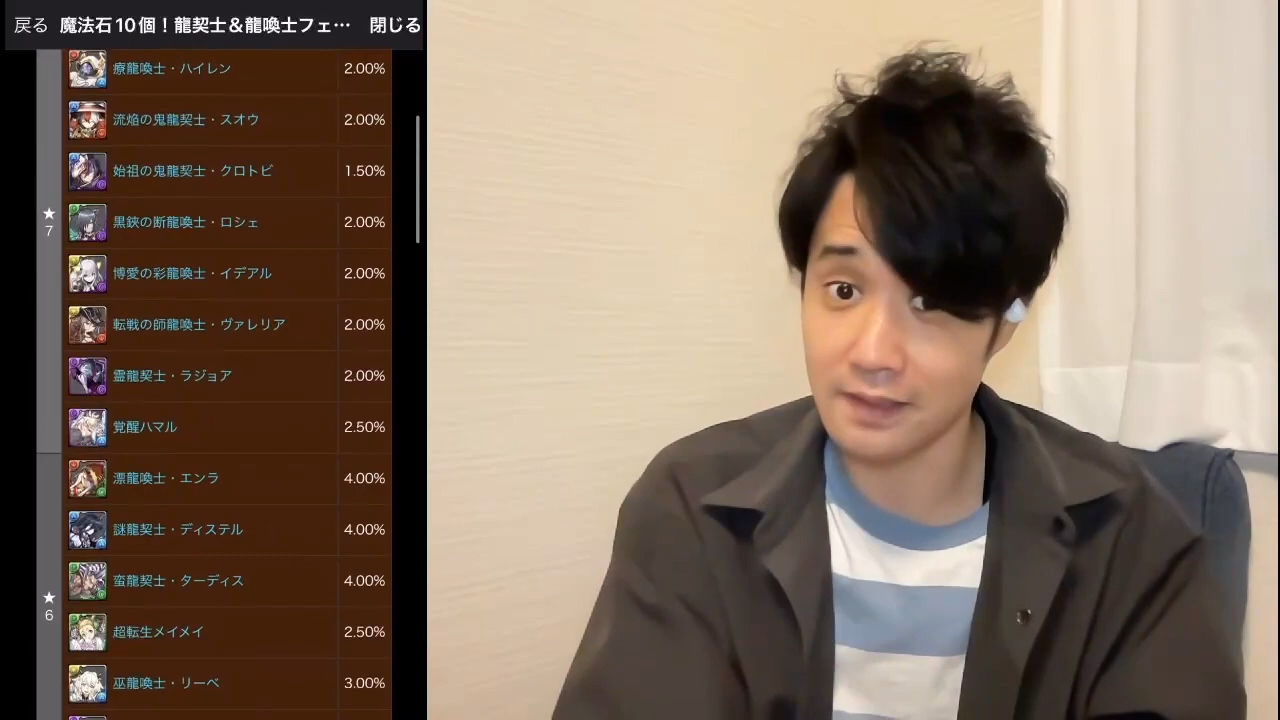 戻る 魔法石10個！龍契士＆龍喚士フェ… 閉じる
療龍喚士・ハイレン 2.00%
流焔の鬼龍契士・スオウ 2.00%
始祖の鬼龍契士・クロトビ 1.50%
★7
黒鋏の断龍喚士・ロシェ 2.00%
博愛の彩龍喚士・イデアル 2.00%
転戦の師龍喚士・ヴァレリア 2.00%
霊龍契士・ラジョア 2.00%
覚醒ハマル 2.50%
漂龍喚士・エンラ 4.00%
謎龍契士・ディステル 4.00%
蛮龍契士・ターディス 4.00%
★6
超転生メイメイ 2.50%
巫龍喚士・リーベ 3.00%